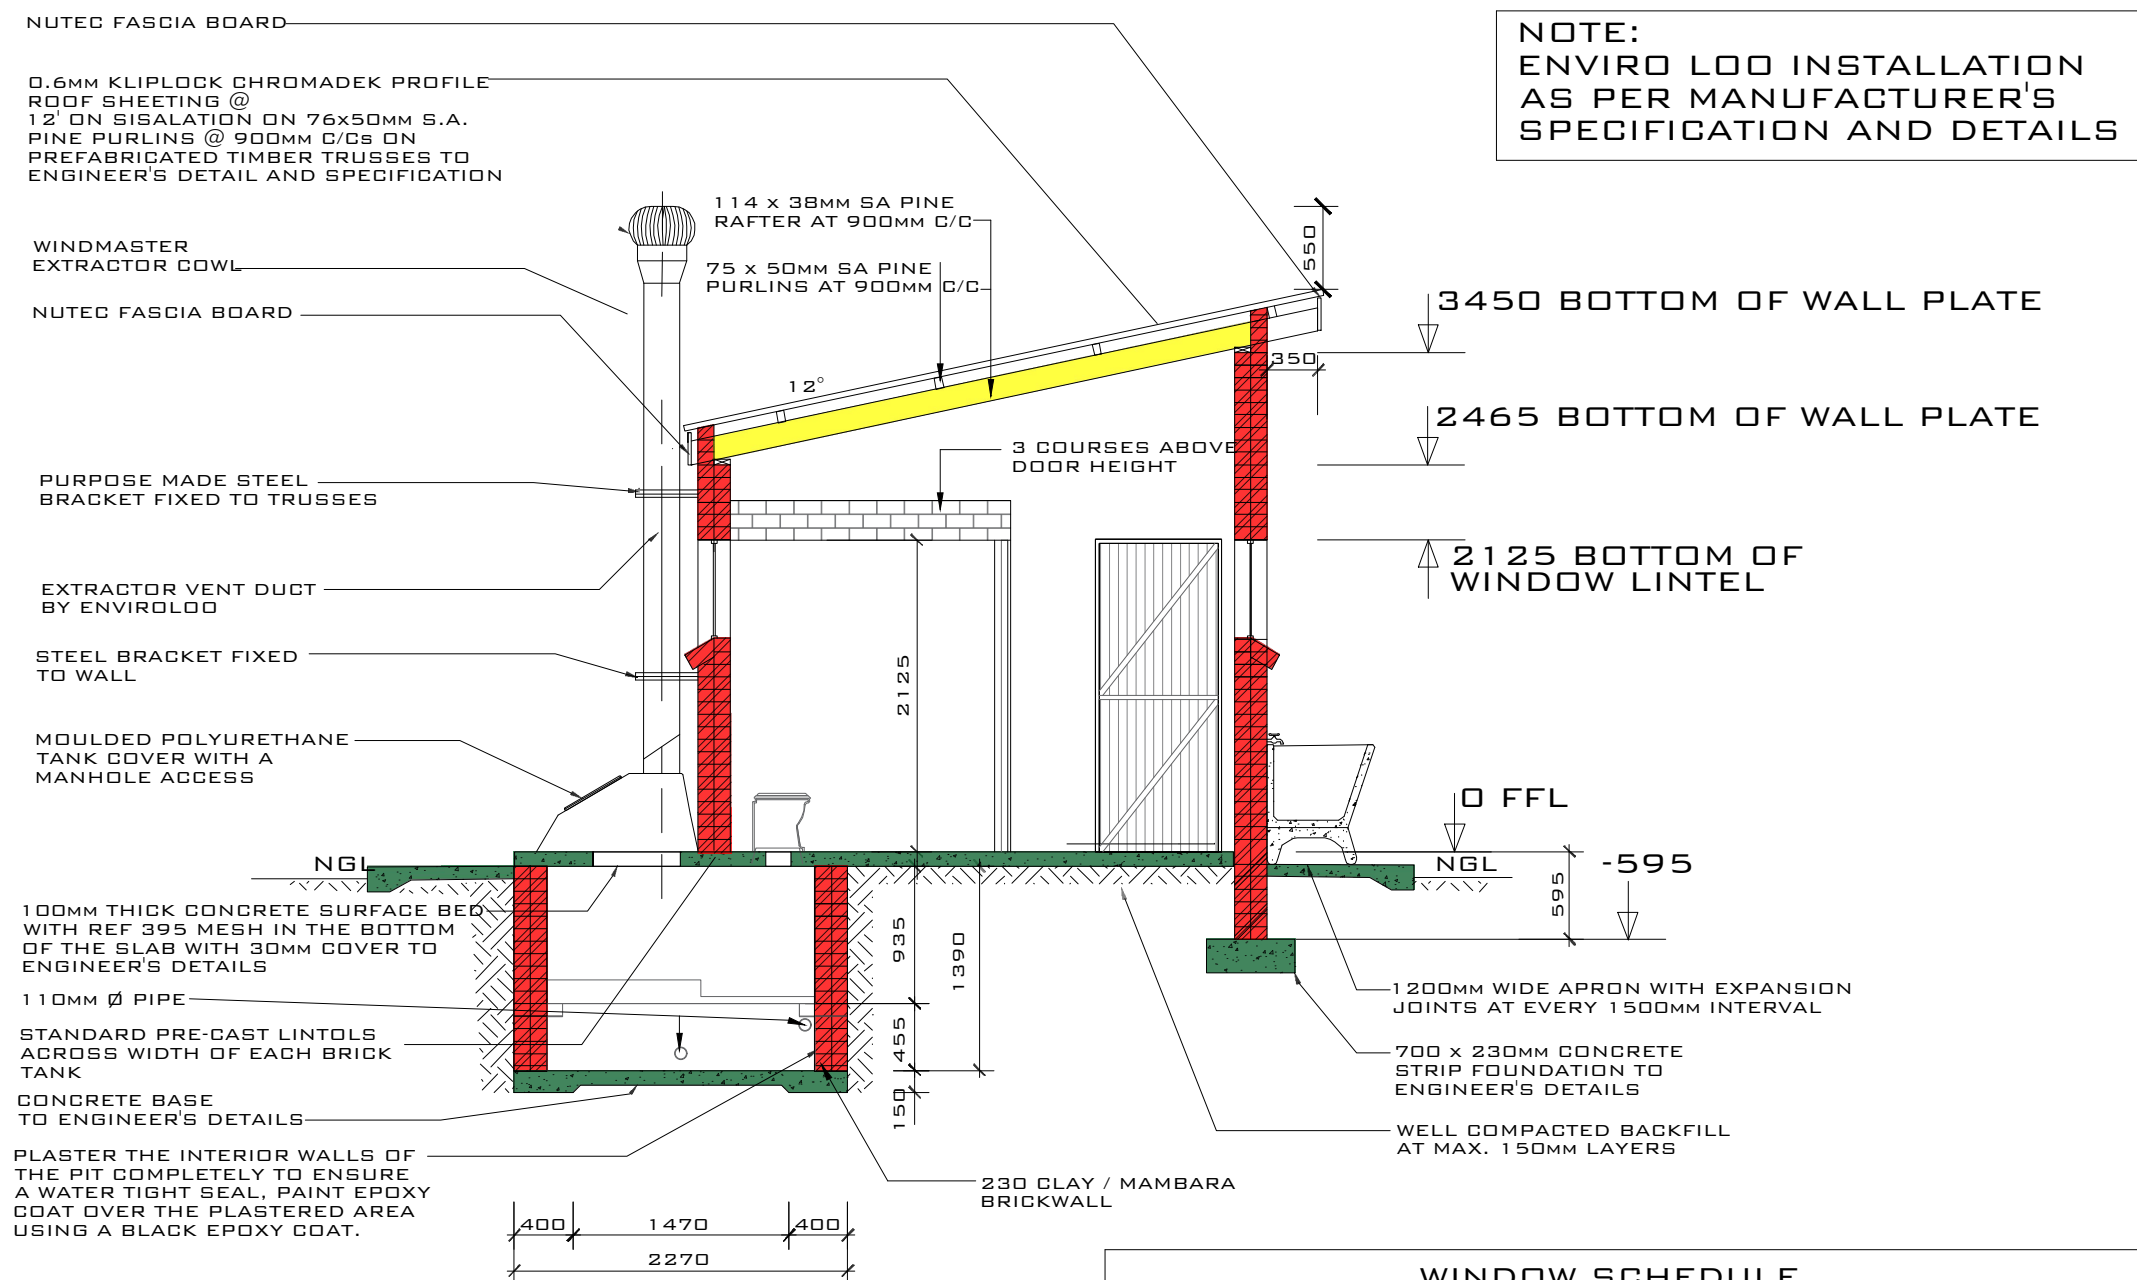 NUTEC FASCIA BOARD
0.6MM KLIPLOCK CHROMADEK PROFILE
ROOF SHEETING @
12' ON SISALATION ON 76x50MM S.A.
PINE PURLINS @ 900MM C/Cs ON
PREFABRICATED TIMBER TRUSSES TO
ENGINEER'S DETAIL AND SPECIFICATION
WINDMASTER
EXTRACTOR COWL
NUTEC FASCIA BOARD
PURPOSE MADE STEEL
BRACKET FIXED TO TRUSSES
EXTRACTOR VENT DUCT
BY ENVIROLOO
STEEL BRACKET FIXED
TO WALL
MOULDED POLYURETHANE
TANK COVER WITH A
MANHOLE ACCESS
NGL
100MM THICK CONCRETE SURFACE BED
WITH REF 395 MESH IN THE BOTTOM
OF THE SLAB WITH 30MM COVER TO
ENGINEER'S DETAILS
110MM Ø PIPE
STANDARD PRE-CAST LINTOLS
ACROSS WIDTH OF EACH BRICK
TANK
CONCRETE BASE
TO ENGINEER'S DETAILS
PLASTER THE INTERIOR WALLS OF
THE PIT COMPLETELY TO ENSURE
A WATER TIGHT SEAL, PAINT EPOXY
COAT OVER THE PLASTERED AREA
USING A BLACK EPOXY COAT.
114 x 38MM SA PINE
RAFTER AT 900MM C/C
75 x 50MM SA PINE
PURLINS AT 900MM C/C
12°
3 COURSES ABOVE
DOOR HEIGHT
2125
935
1390
455
150
400
1470
400
2270
230 CLAY / MAMBARA
BRICKWALL
NOTE:
ENVIRO LOO INSTALLATION
AS PER MANUFACTURER'S
SPECIFICATION AND DETAILS
550
3450 BOTTOM OF WALL PLATE
350
2465 BOTTOM OF WALL PLATE
2125 BOTTOM OF
WINDOW LINTEL
0 FFL
NGL
-595
595
1200MM WIDE APRON WITH EXPANSION
JOINTS AT EVERY 1500MM INTERVAL
700 x 230MM CONCRETE
STRIP FOUNDATION TO
ENGINEER'S DETAILS
WELL COMPACTED BACKFILL
AT MAX. 150MM LAYERS
WINDOW SCHEDULE